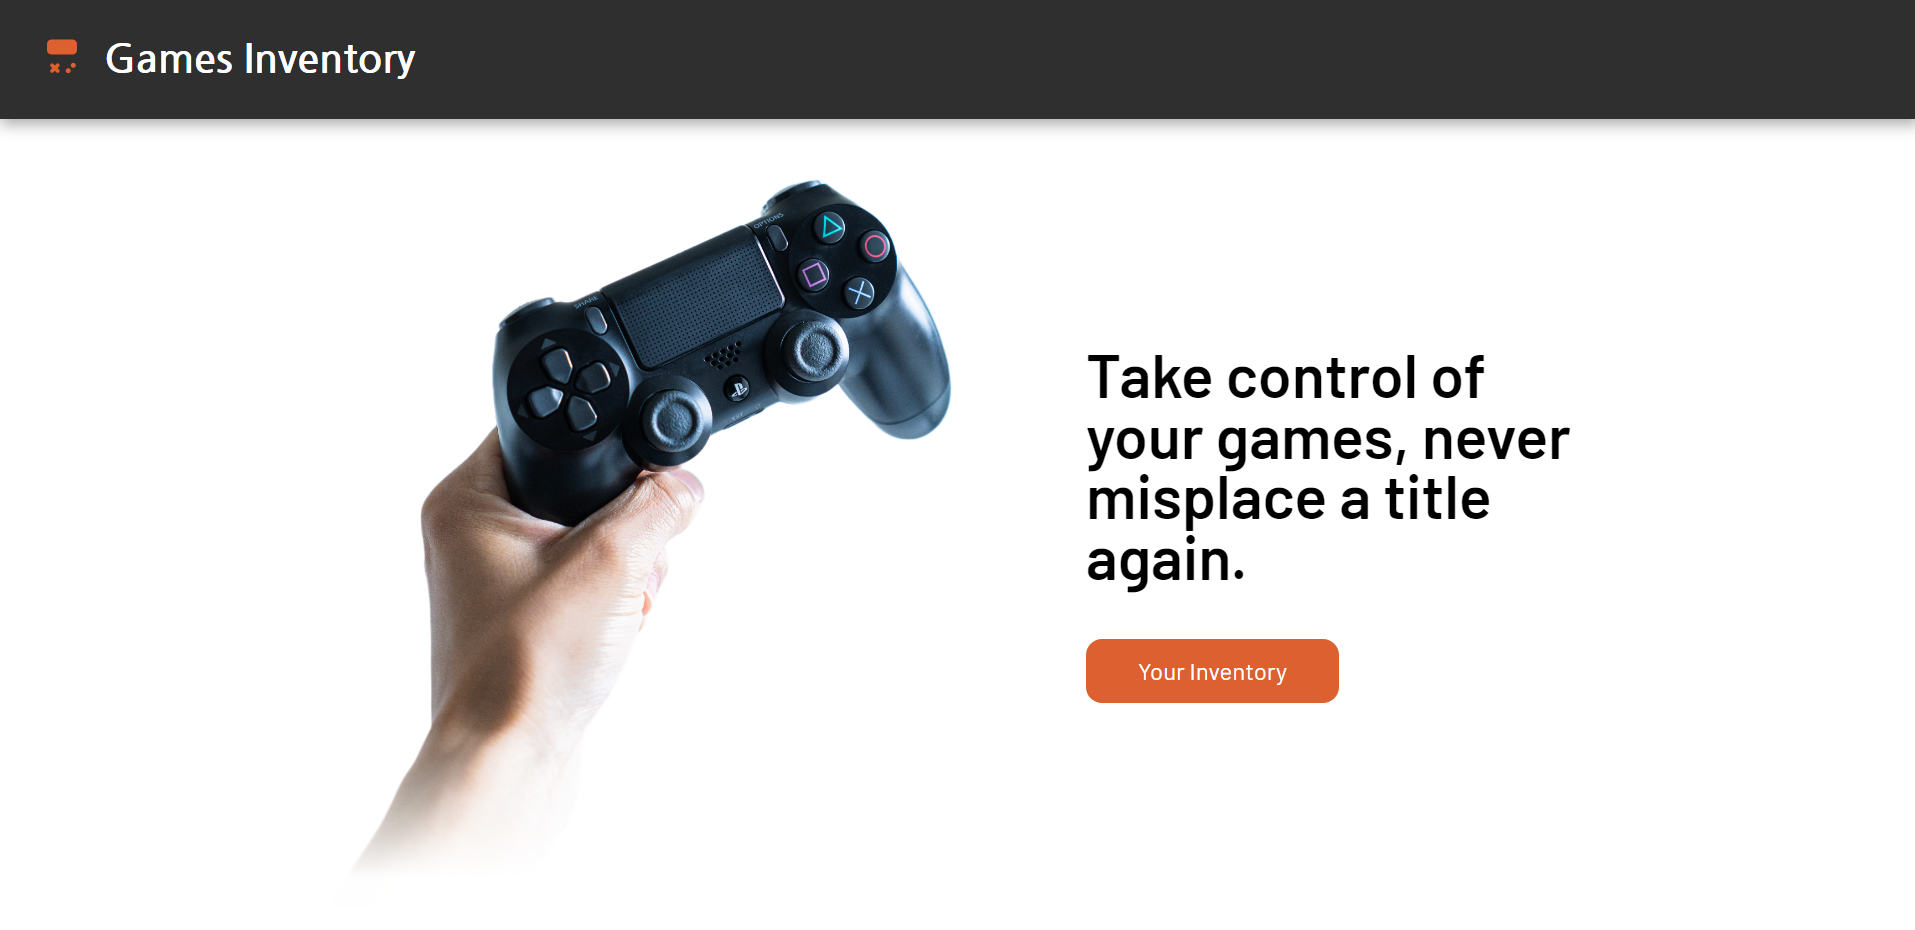 Games Inventory
OPTIONS
SHARE
Take control of
your games, never
misplace a title
again.
Your Inventory